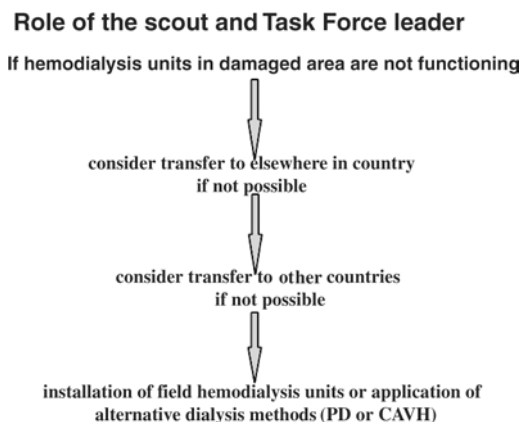 Role of the scout and Task Force leader
If hemodialysis units in damaged area are not functioning
consider transfer to elsewhere in country
if not possible
consider transfer to other countries
if not possible
installation of field hemodialysis units or application of
alternative dialysis methods (PD or CAVH)